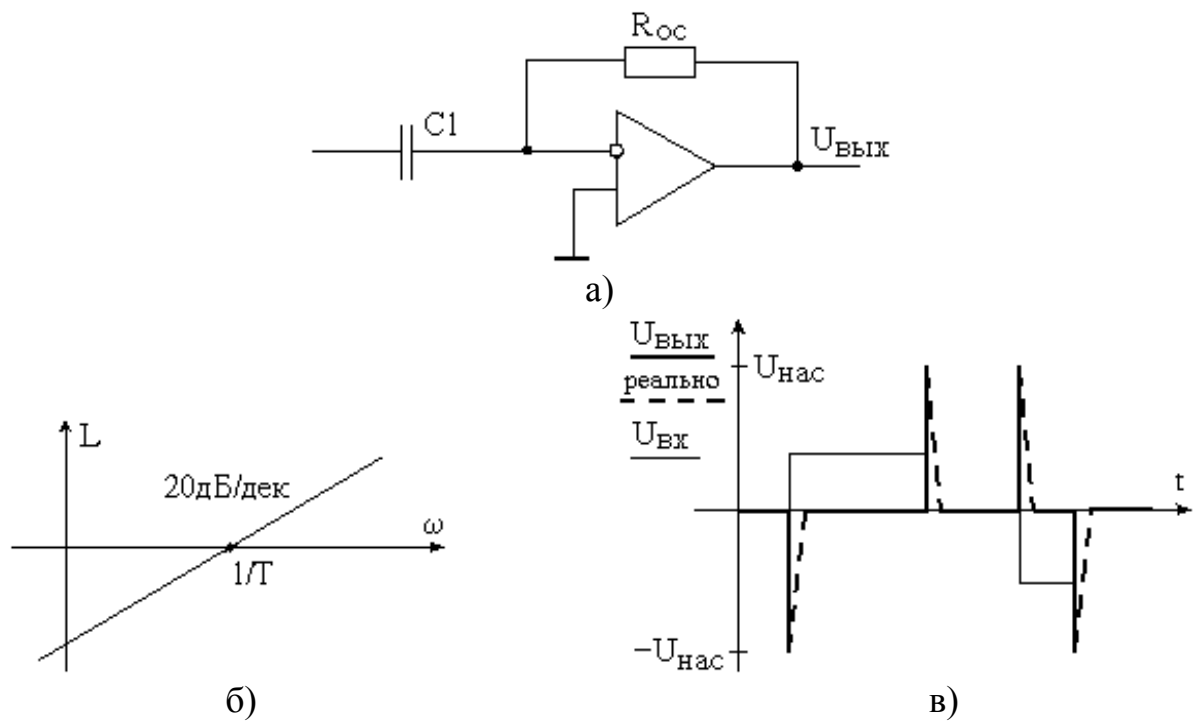 Rос
C1
Uвых
а)
Uвых
реально
Uвх
Uнас
t
−Uнас
L
20дБ/дек
ω
1/T
б)
в)